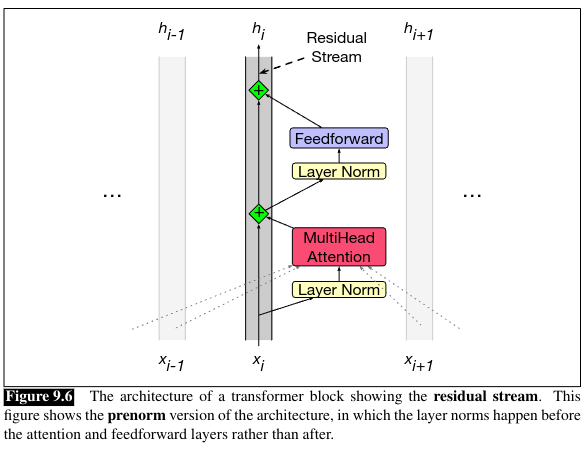 h_{i-1} h_i h_{i+1}
Residual
Stream
+
Feedforward
Layer Norm
... ...
+
MultiHead
Attention
Layer Norm
x_{i-1} x_i x_{i+1}
Figure 9.6 The architecture of a transformer block showing the residual stream. This
figure shows the prenorm version of the architecture, in which the layer norms happen before
the attention and feedforward layers rather than after.